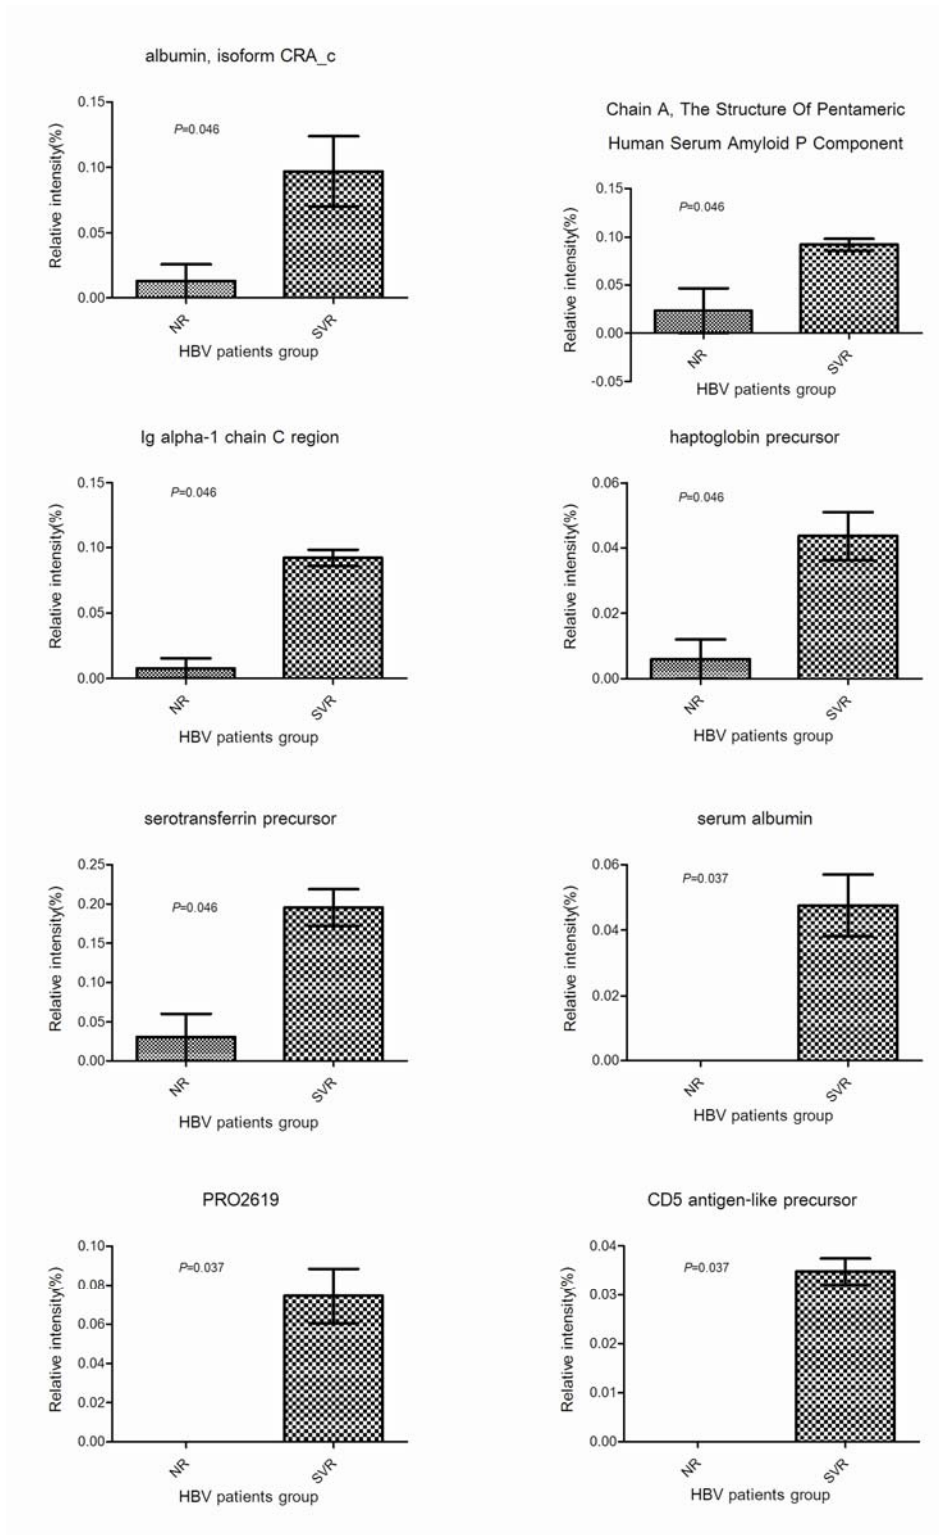 albumin, isoform CRA_c
0.15
0.10
0.05
0.00
Relative intensity(%)
P=0.046
NR
SVR
HBV patients group
Chain A, The Structure Of Pentameric
Human Serum Amyloid P Component
0.15
0.10
0.05
0.00
-0.05
Relative intensity(%)
P=0.046
NR
SVR
HBV patients group
Ig alpha-1 chain C region
0.15
0.10
0.05
0.00
Relative intensity(%)
P=0.046
NR
SVR
HBV patients group
haptoglobin precursor
0.06
0.04
0.02
0.00
Relative intensity(%)
P=0.046
NR
SVR
HBV patients group
serotransferrin precursor
0.25
0.20
0.15
0.10
0.05
0.00
Relative intensity(%)
P=0.046
NR
SVR
HBV patients group
serum albumin
0.06
0.04
0.02
0.00
Relative intensity(%)
P=0.037
NR
SVR
HBV patients group
PRO2619
0.10
0.08
0.06
0.04
0.02
0.00
Relative intensity(%)
P=0.037
NR
SVR
HBV patients group
CD5 antigen-like precursor
0.04
0.03
0.02
0.01
0.00
Relative intensity(%)
P=0.037
NR
SVR
HBV patients group